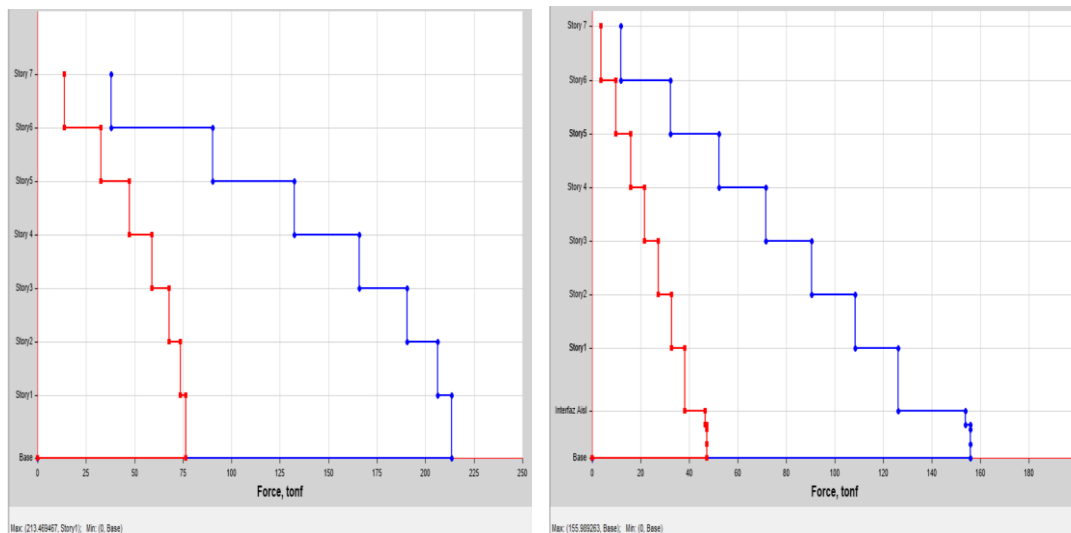 Story 7
Story6
Story5
Story 4
Story3
Story2
Story1
Base
0 25 50 75 100 125 150 175 200 225 250
Force, tonf
Max: (213.469467, Story1); Min: (0, Base)
Story 7
Story6
Story5
Story 4
Story3
Story2
Story1
Interfaz Aisl
Base
0 20 40 60 80 100 120 140 160 180
Force, tonf
Max: (155.989263, Base); Min: (0, Base)